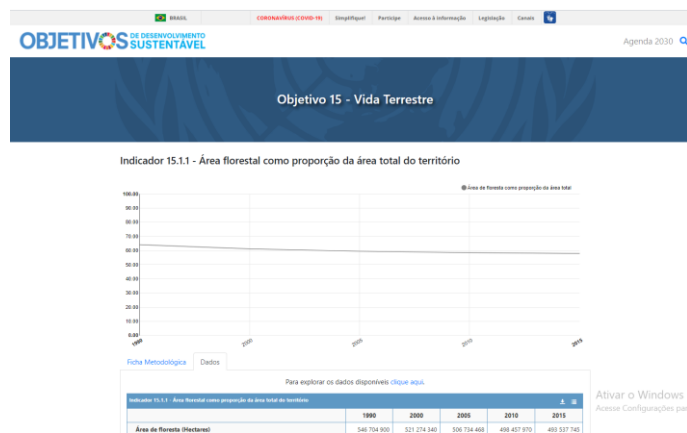 BRASIL CORONAVÍRUS (COVID-19) Simplifique! Participe Acesso à informação Legislação Canais
OBJETIVOS DE DESENVOLVIMENTO SUSTENTÁVEL
Agenda 2030
Objetivo 15 - Vida Terrestre
Indicador 15.1.1 - Área florestal como proporção da área total do território
Área de floresta como proporção da área total
100.00
90.00
80.00
70.00
60.00
50.00
40.00
30.00
20.00
10.00
0.00
1990 2000 2005 2010 2015
Ficha Metodológica Dados
Para explorar os dados disponíveis clique aqui.
Indicador 15.1.1 - Área florestal como proporção da área total do território
1990 2000 2005 2010 2015
Área de floresta (Hectares) 546 704 900 521 274 340 506 734 468 498 457 970 493 537 745
Ativar o Windows
Acesse Configurações par